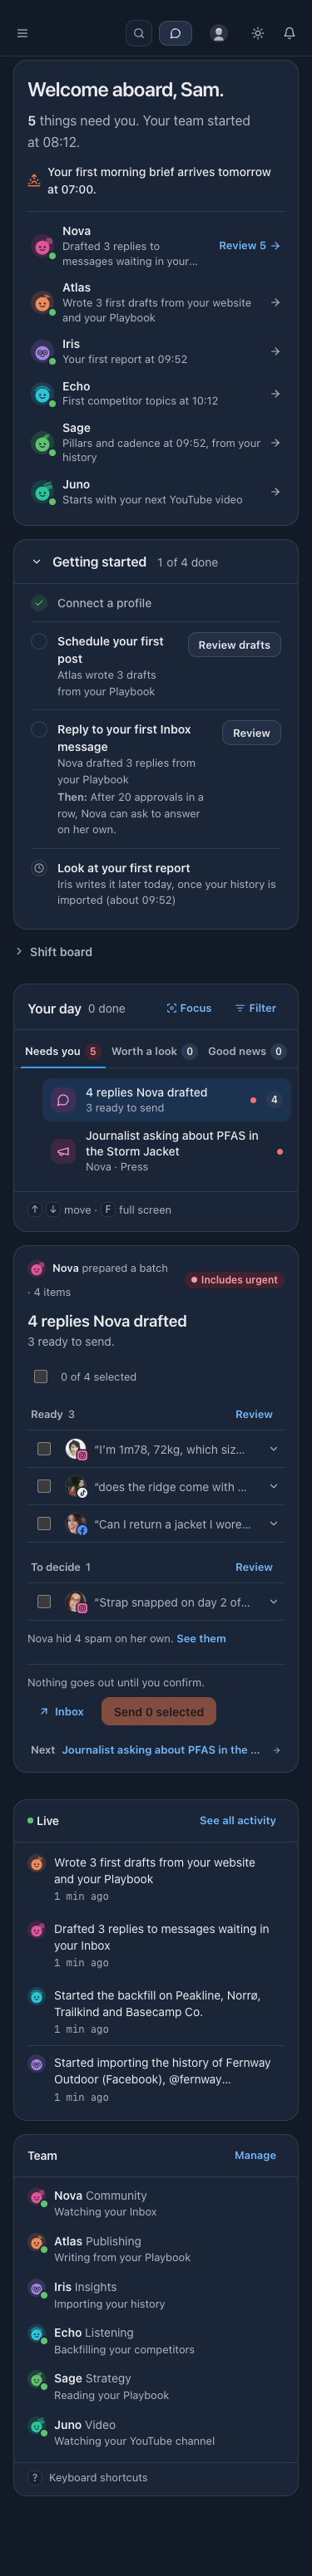 Welcome aboard, Sam.
5 things need you. Your team started
at 08:12.
Your first morning brief arrives tomorrow
at 07:00.
Nova
Drafted 3 replies to
messages waiting in your...
Review 5 →
Atlas
Wrote 3 first drafts from your website
and your Playbook
Iris
Your first report at 09:52
Echo
First competitor topics at 10:12
Sage
Pillars and cadence at 09:52, from your
history
Juno
Starts with your next YouTube video
Getting started 1 of 4 done
Connect a profile
Schedule your first
post
Atlas wrote 3 drafts
from your Playbook
Review drafts
Reply to your first Inbox
message
Nova drafted 3 replies from
your Playbook
Then: After 20 approvals in a
row, Nova can ask to answer
on her own.
Review
Look at your first report
Iris writes it later today, once your history is
imported (about 09:52)
Shift board
Your day 0 done
Focus
Filter
Needs you 5
Worth a look 0
Good news 0
4 replies Nova drafted
3 ready to send
4
Journalist asking about PFAS in
the Storm Jacket
Nova · Press
↑ ↓ move · F full screen
Nova prepared a batch
· 4 items
Includes urgent
4 replies Nova drafted
3 ready to send.
0 of 4 selected
Ready 3
Review
“I’m 1m78, 72kg, which siz...
“does the ridge come with ...
“Can I return a jacket I wore...
To decide 1
Review
“Strap snapped on day 2 of...
Nova hid 4 spam on her own. See them
Nothing goes out until you confirm.
Inbox
Send 0 selected
Next Journalist asking about PFAS in the ... →
Live
See all activity
Wrote 3 first drafts from your website
and your Playbook
1 min ago
Drafted 3 replies to messages waiting in
your Inbox
1 min ago
Started the backfill on Peakline, Norrø,
Trailkind and Basecamp Co.
1 min ago
Started importing the history of Fernway
Outdoor (Facebook), @fernway...
1 min ago
Team
Manage
Nova Community
Watching your Inbox
Atlas Publishing
Writing from your Playbook
Iris Insights
Importing your history
Echo Listening
Backfilling your competitors
Sage Strategy
Reading your Playbook
Juno Video
Watching your YouTube channel
? Keyboard shortcuts